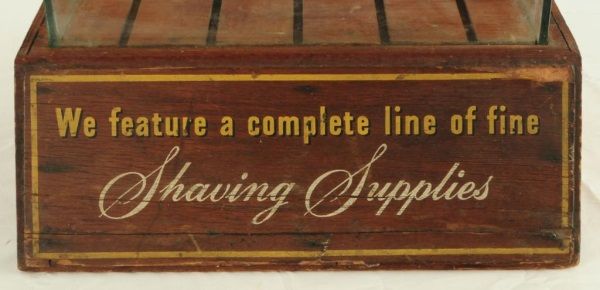 We feature a complete line of fine
Shaving Supplies